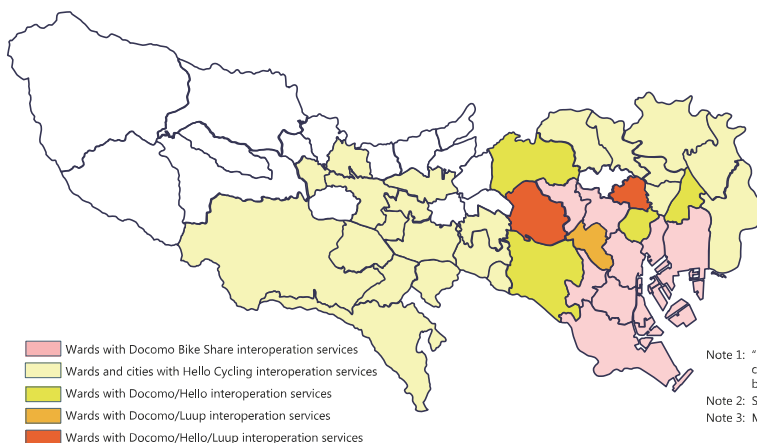 Wards with Docomo Bike Share interoperation services
Wards and cities with Hello Cycling interoperation services
Wards with Docomo/Hello interoperation services
Wards with Docomo/Luup interoperation services
Wards with Docomo/Hello/Luup interoperation services
Note 1: "
c
b
Note 2: S
Note 3: M